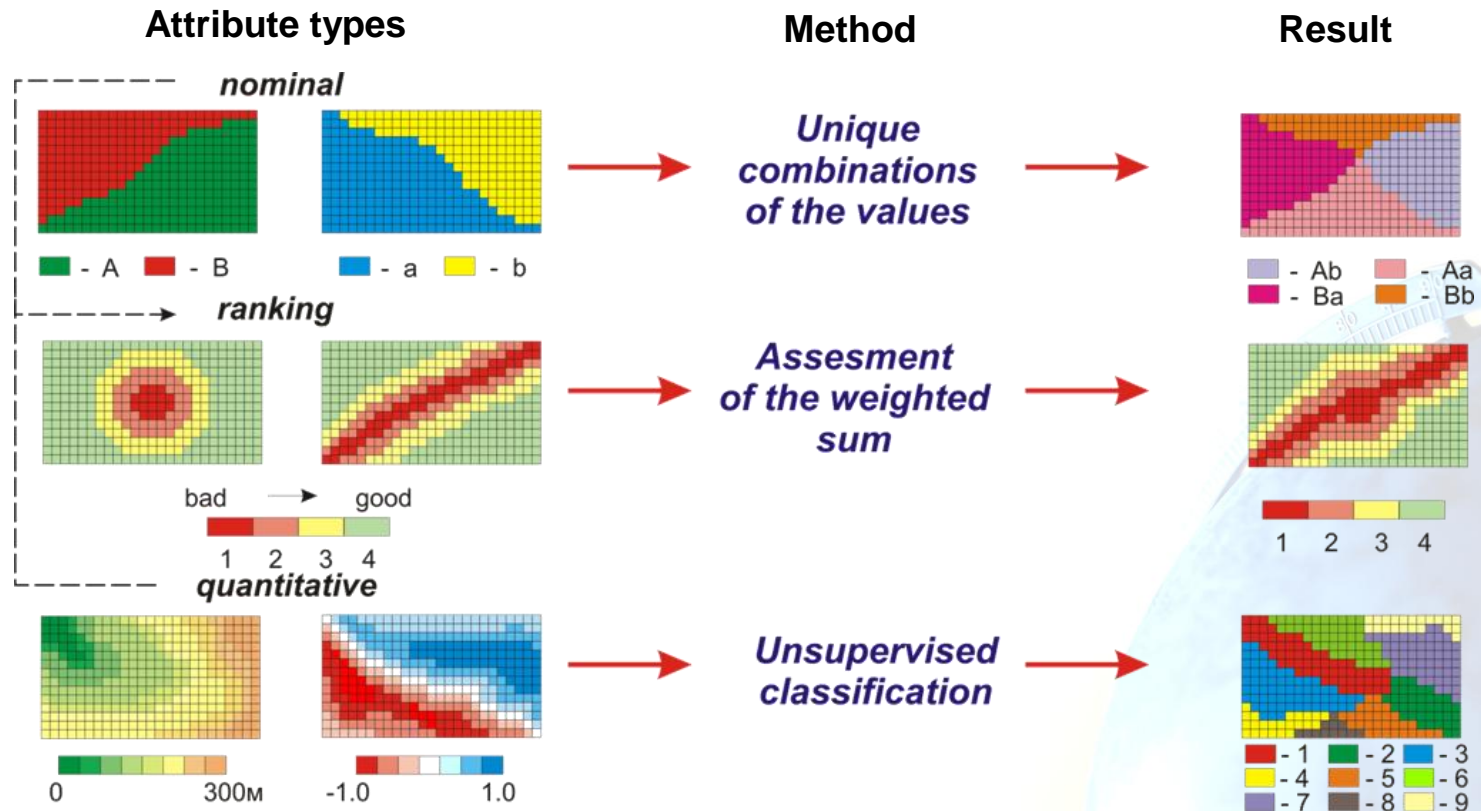 Attribute types
Method
Result
nominal
Unique
combinations
of the values
- A
- B
- a
- b
- Ab
- Aa
- Ba
- Bb
ranking
Assesment
of the weighted
sum
bad
good
1 2 3 4
1 2 3 4
quantitative
Unsupervised
classification
0
300м
-1.0
1.0
- 1 - 2 - 3
- 4 - 5 - 6
- 7 - 8 - 9